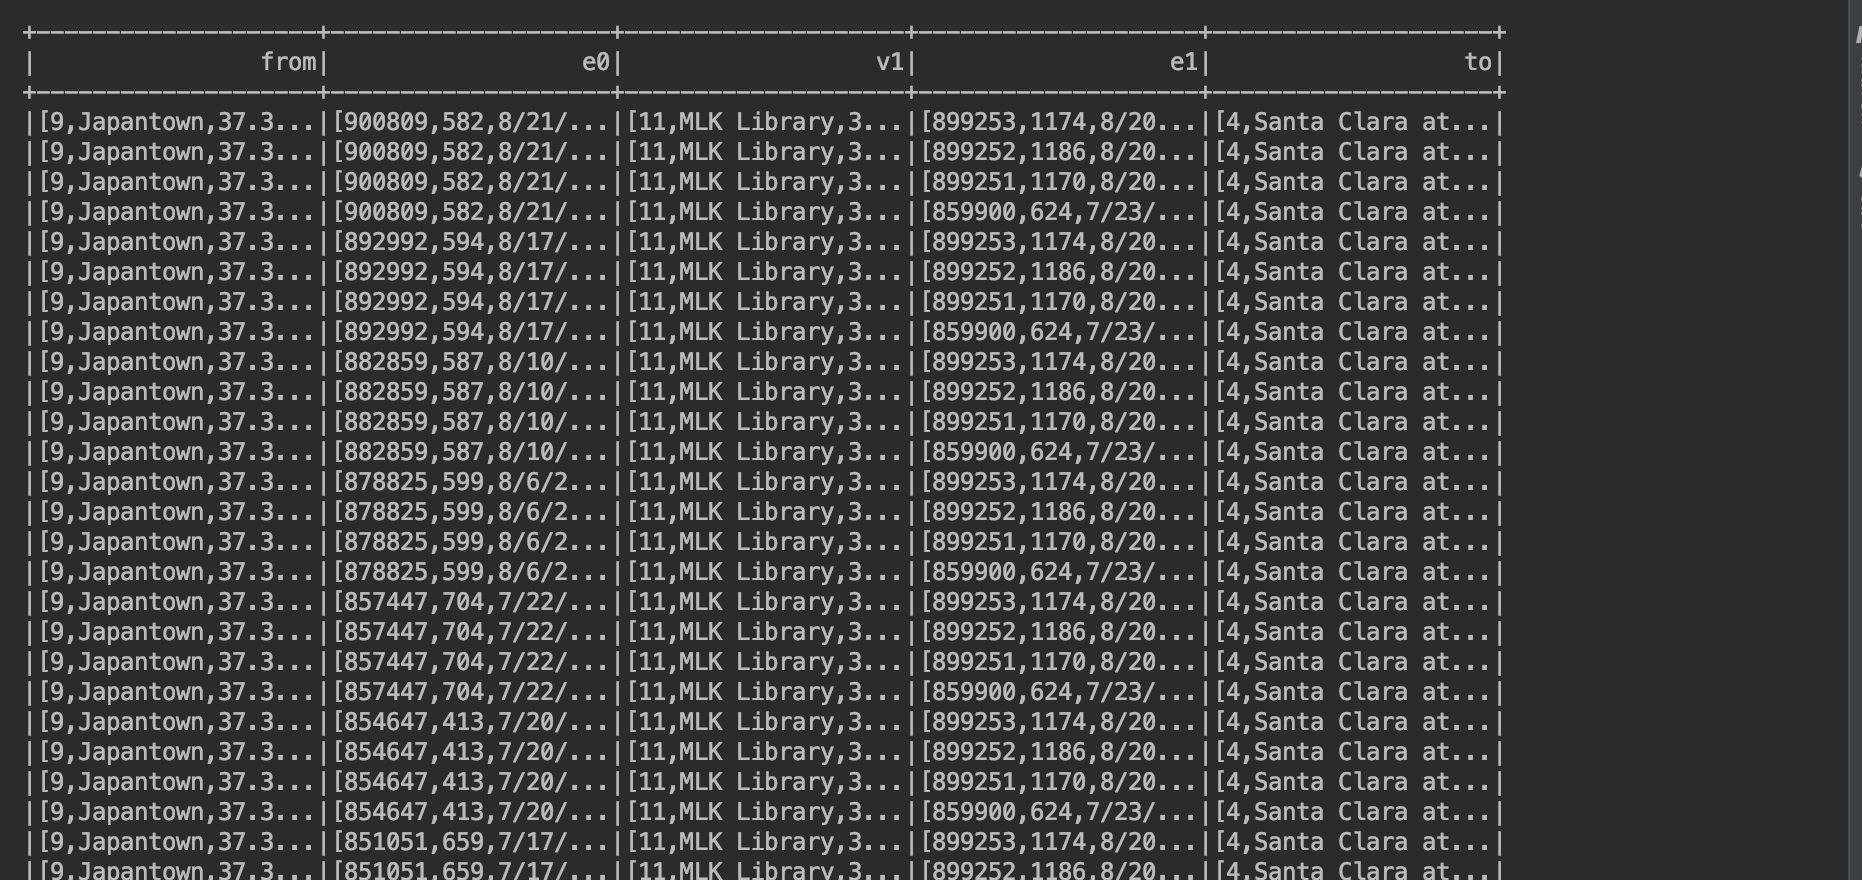 +-------------------+--------------------+--------------------+--------------------+--------------------+
|                from|                  e0|                  v1|                  e1|                  to|
+-------------------+--------------------+--------------------+--------------------+--------------------+
|[9,Japantown,37.3...|[900809,582,8/21/...|[11,MLK Library,3...|[899253,1174,8/20...|[4,Santa Clara at...|
|[9,Japantown,37.3...|[900809,582,8/21/...|[11,MLK Library,3...|[899252,1186,8/20...|[4,Santa Clara at...|
|[9,Japantown,37.3...|[900809,582,8/21/...|[11,MLK Library,3...|[899251,1170,8/20...|[4,Santa Clara at...|
|[9,Japantown,37.3...|[900809,582,8/21/...|[11,MLK Library,3...|[859900,624,7/23/...|[4,Santa Clara at...|
|[9,Japantown,37.3...|[892992,594,8/17/...|[11,MLK Library,3...|[899253,1174,8/20...|[4,Santa Clara at...|
|[9,Japantown,37.3...|[892992,594,8/17/...|[11,MLK Library,3...|[899252,1186,8/20...|[4,Santa Clara at...|
|[9,Japantown,37.3...|[892992,594,8/17/...|[11,MLK Library,3...|[899251,1170,8/20...|[4,Santa Clara at...|
|[9,Japantown,37.3...|[892992,594,8/17/...|[11,MLK Library,3...|[859900,624,7/23/...|[4,Santa Clara at...|
|[9,Japantown,37.3...|[882859,587,8/10/...|[11,MLK Library,3...|[899253,1174,8/20...|[4,Santa Clara at...|
|[9,Japantown,37.3...|[882859,587,8/10/...|[11,MLK Library,3...|[899252,1186,8/20...|[4,Santa Clara at...|
|[9,Japantown,37.3...|[882859,587,8/10/...|[11,MLK Library,3...|[899251,1170,8/20...|[4,Santa Clara at...|
|[9,Japantown,37.3...|[882859,587,8/10/...|[11,MLK Library,3...|[859900,624,7/23/...|[4,Santa Clara at...|
|[9,Japantown,37.3...|[878825,599,8/6/2...|[11,MLK Library,3...|[899253,1174,8/20...|[4,Santa Clara at...|
|[9,Japantown,37.3...|[878825,599,8/6/2...|[11,MLK Library,3...|[899252,1186,8/20...|[4,Santa Clara at...|
|[9,Japantown,37.3...|[878825,599,8/6/2...|[11,MLK Library,3...|[899251,1170,8/20...|[4,Santa Clara at...|
|[9,Japantown,37.3...|[878825,599,8/6/2...|[11,MLK Library,3...|[859900,624,7/23/...|[4,Santa Clara at...|
|[9,Japantown,37.3...|[857447,704,7/22/...|[11,MLK Library,3...|[899253,1174,8/20...|[4,Santa Clara at...|
|[9,Japantown,37.3...|[857447,704,7/22/...|[11,MLK Library,3...|[899252,1186,8/20...|[4,Santa Clara at...|
|[9,Japantown,37.3...|[857447,704,7/22/...|[11,MLK Library,3...|[899251,1170,8/20...|[4,Santa Clara at...|
|[9,Japantown,37.3...|[857447,704,7/22/...|[11,MLK Library,3...|[859900,624,7/23/...|[4,Santa Clara at...|
|[9,Japantown,37.3...|[854647,413,7/20/...|[11,MLK Library,3...|[899253,1174,8/20...|[4,Santa Clara at...|
|[9,Japantown,37.3...|[854647,413,7/20/...|[11,MLK Library,3...|[899252,1186,8/20...|[4,Santa Clara at...|
|[9,Japantown,37.3...|[854647,413,7/20/...|[11,MLK Library,3...|[899251,1170,8/20...|[4,Santa Clara at...|
|[9,Japantown,37.3...|[854647,413,7/20/...|[11,MLK Library,3...|[859900,624,7/23/...|[4,Santa Clara at...|
|[9,Japantown,37.3...|[851051,659,7/17/...|[11,MLK Library,3...|[899253,1174,8/20...|[4,Santa Clara at...|
|[9,Japantown,37.3...|[851051,659,7/17/...|[11,MLK Library,3...|[899252,1186,8/20...|[4,Santa Clara at...|